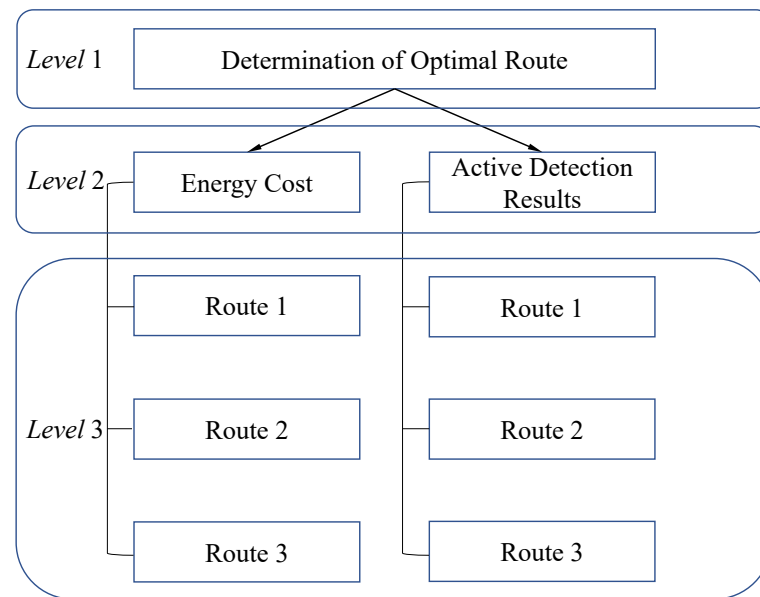 Level 1
Determination of Optimal Route
Level 2
Energy Cost
Active Detection
Results
Route 1
Route 1
Level 3
Route 2
Route 2
Route 3
Route 3